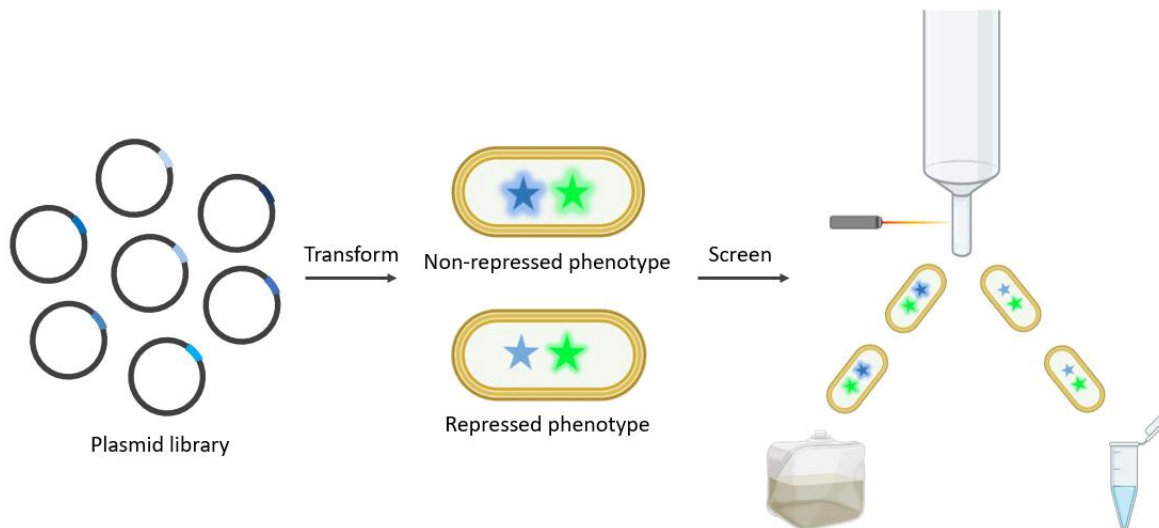 Plasmid library
Transform
Non-repressed phenotype
Repressed phenotype
Screen